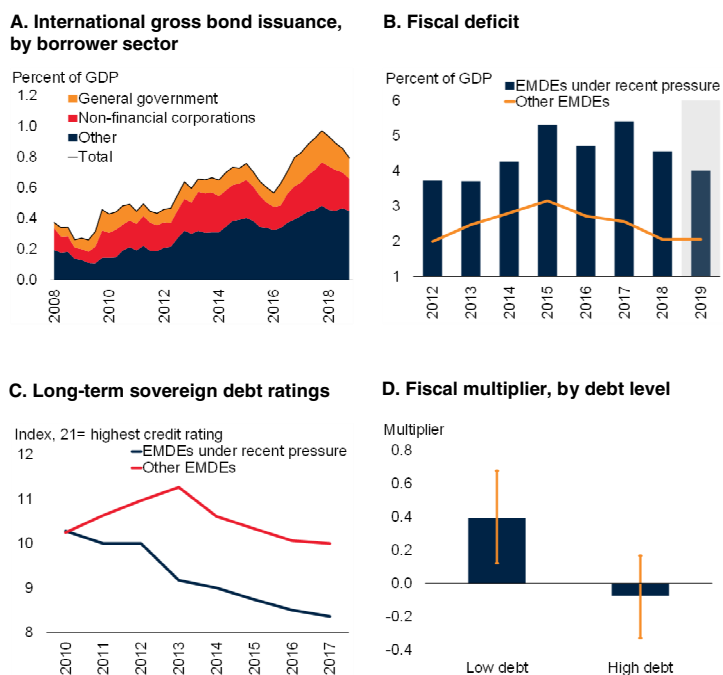 A. International gross bond issuance,
by borrower sector
Percent of GDP
1.2
1.0
0.8
0.6
0.4
0.2
0.0
General government
Non-financial corporations
Other
Total
2008
2010
2012
2014
2016
2018
B. Fiscal deficit
Percent of GDP
EMDEs under recent pressure
Other EMDEs
6
5
4
3
2
1
2012
2013
2014
2015
2016
2017
2018
2019
C. Long-term sovereign debt ratings
Index, 21= highest credit rating
EMDEs under recent pressure
Other EMDEs
12
11
10
9
8
2010
2011
2012
2013
2014
2015
2016
2017
D. Fiscal multiplier, by debt level
Multiplier
0.8
0.6
0.4
0.2
0.0
-0.2
-0.4
Low debt
High debt